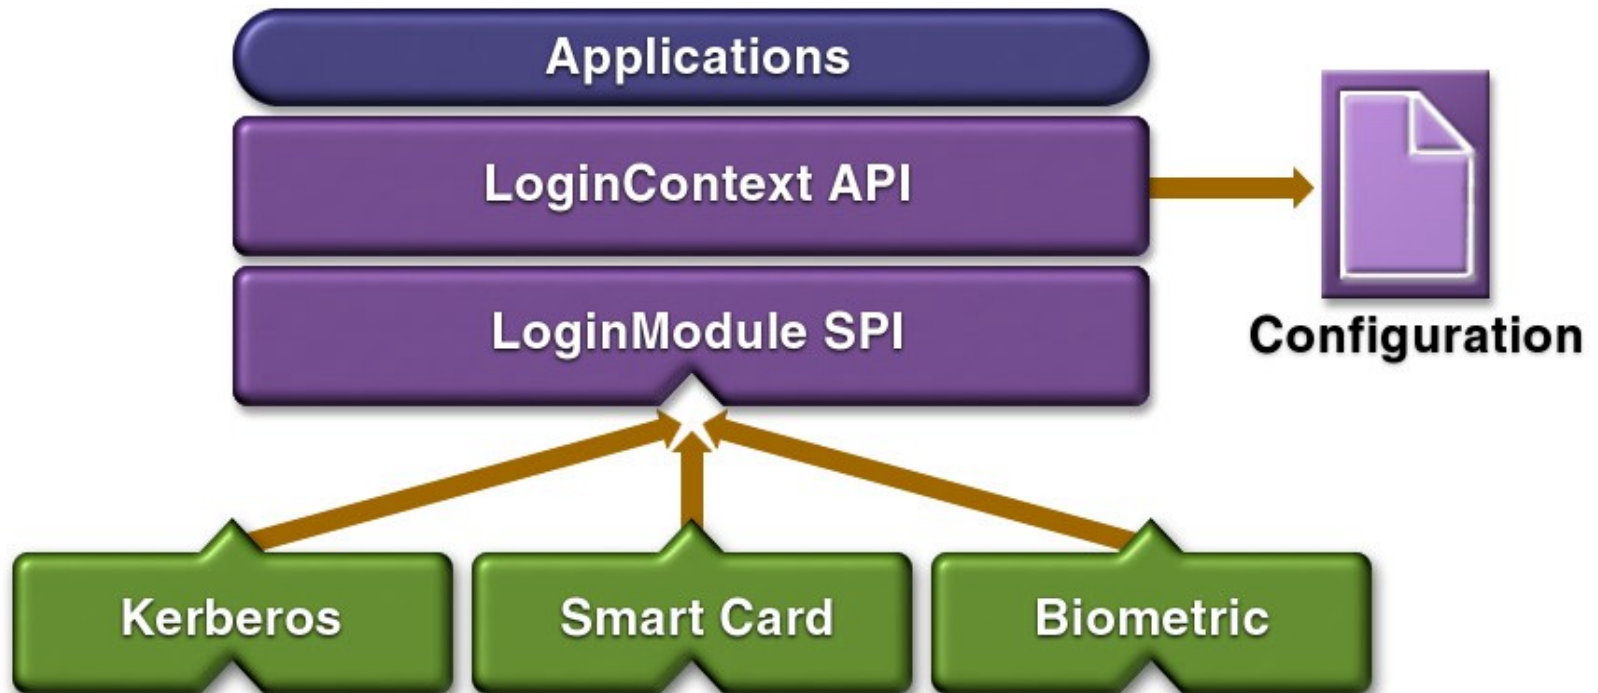 Applications
LoginContext API
LoginModule SPI
Configuration
Kerberos
Smart Card
Biometric